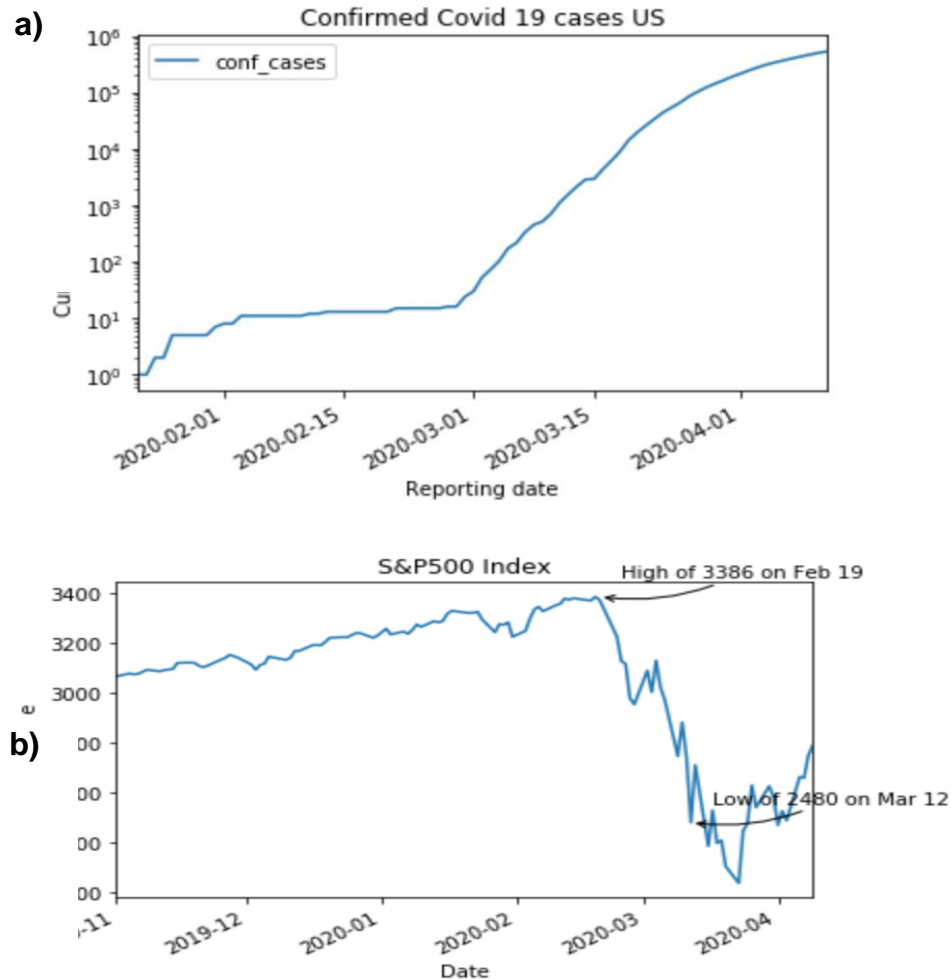 a)
Confirmed Covid 19 cases US
conf_cases
10⁶
10⁵
10⁴
10³
10²
10¹
10⁰
2020-02-01
2020-02-15
2020-03-01
2020-03-15
2020-04-01
Reporting date
b)
S&P500 Index
High of 3386 on Feb 19
3400
3200
3000
Low of 2480 on Mar 12
2019-12
2020-01
2020-02
2020-03
2020-04
Date